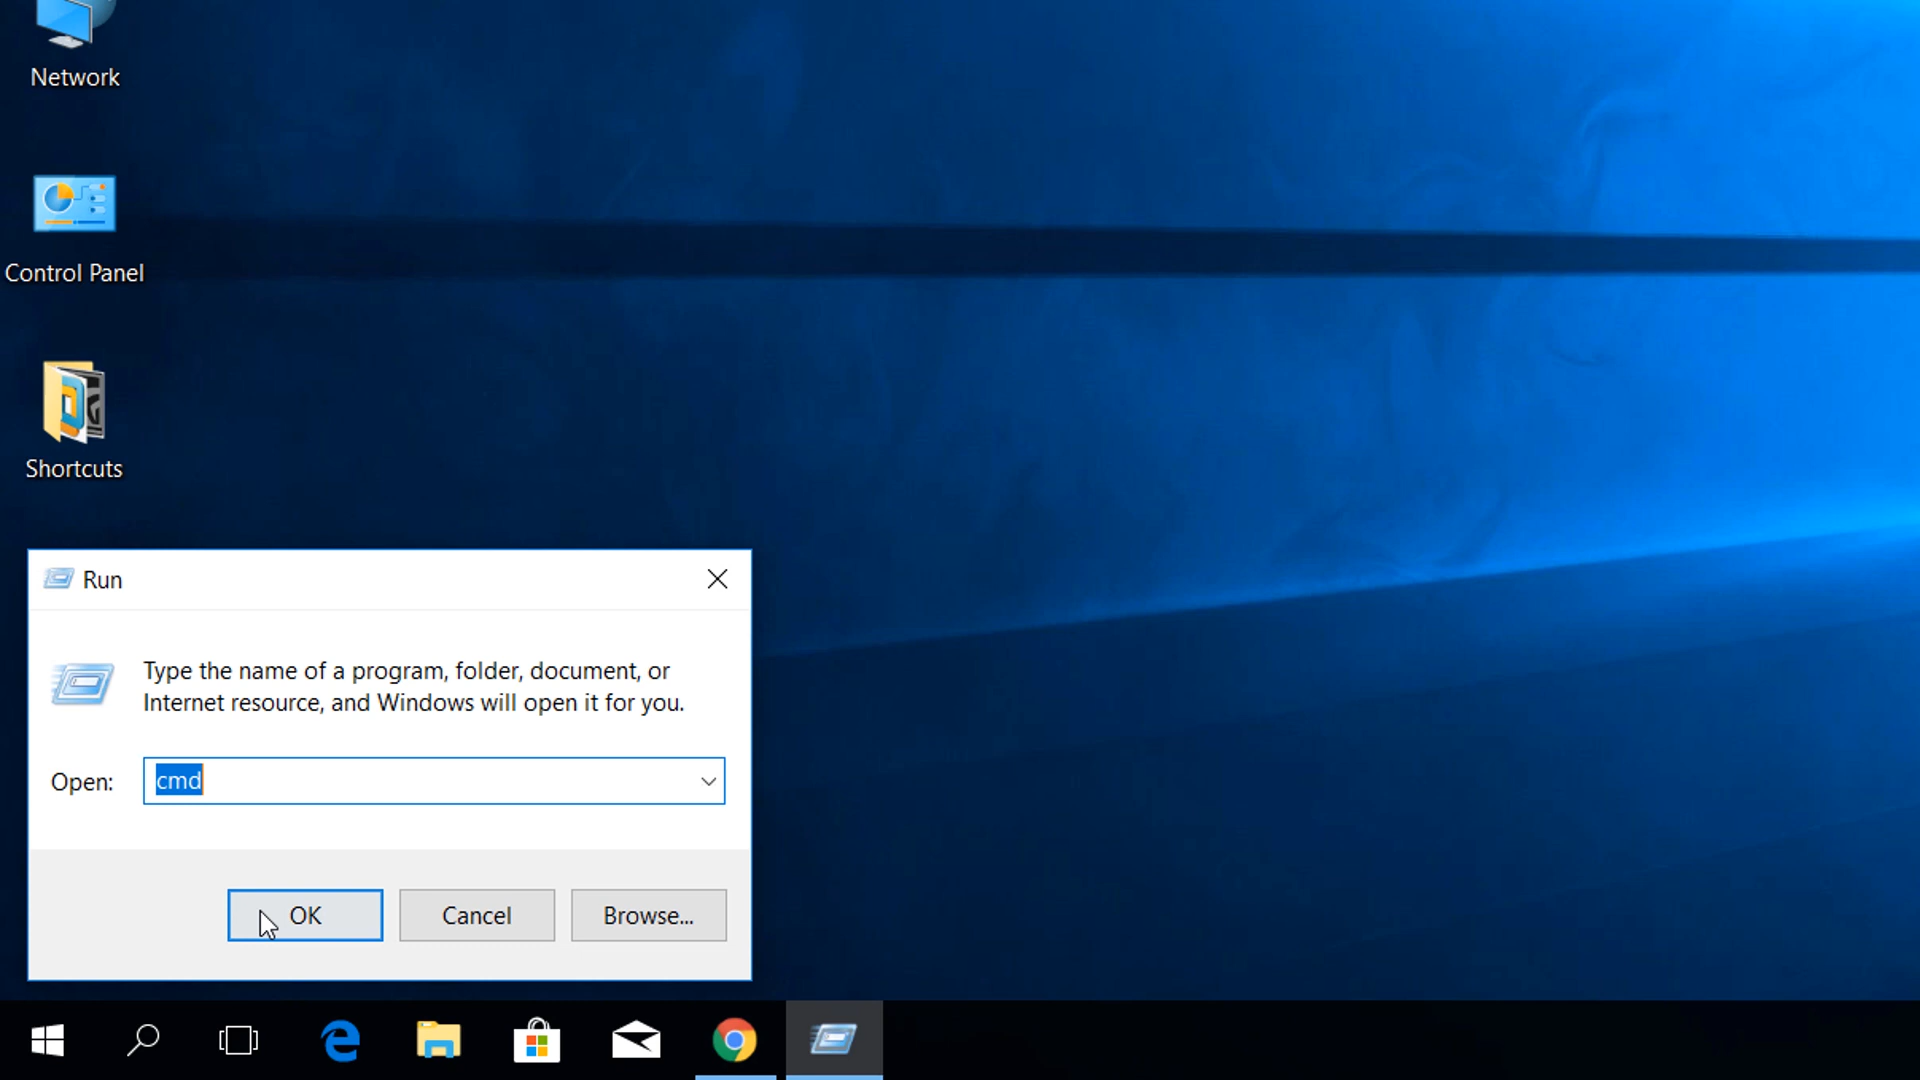 Network
Control Panel
Shortcuts
Run
Type the name of a program, folder, document, or
Internet resource, and Windows will open it for you.
Open:
cmd
OK
Cancel
Browse...